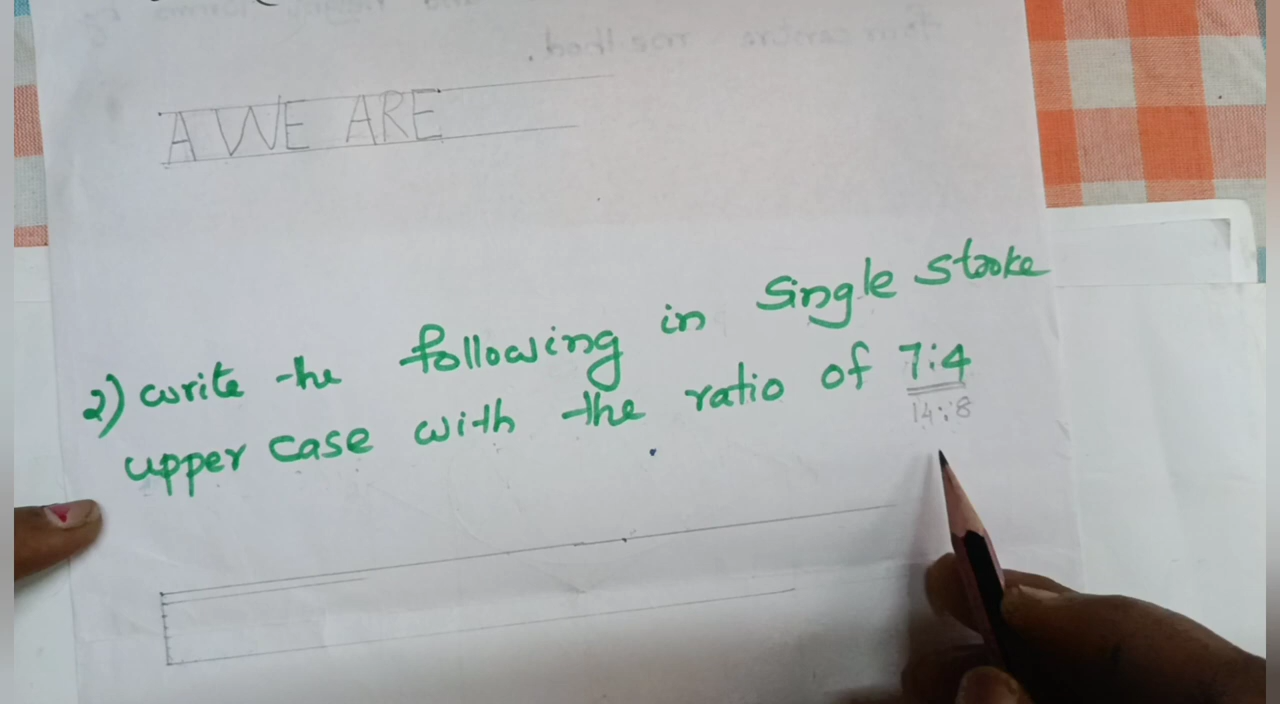 A WE ARE
2) write the following in Single stroke
upper case with the ratio of 7:4
14:8